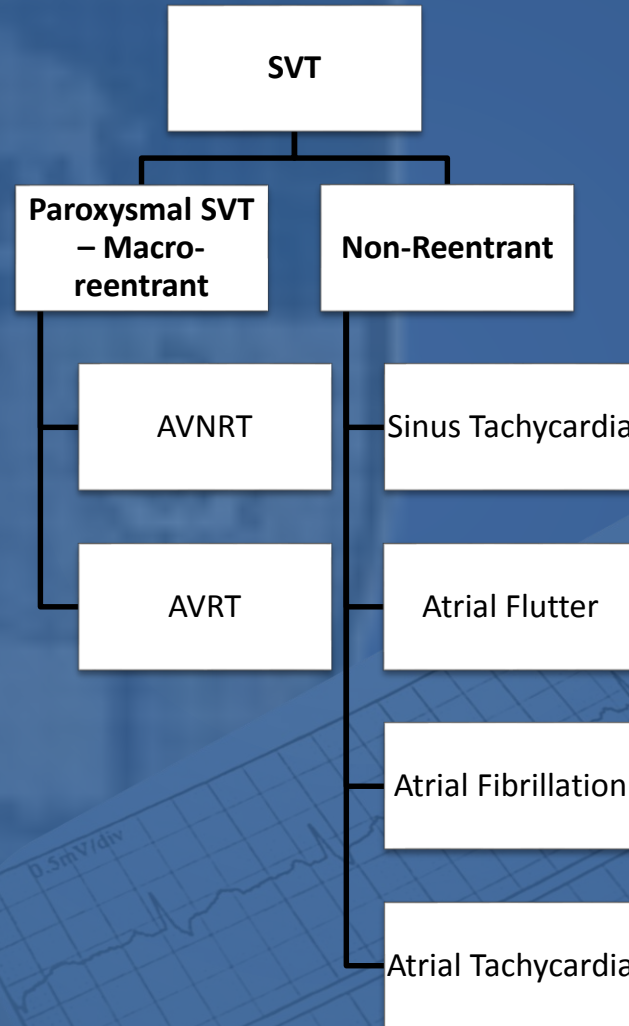 SVT
Paroxysmal SVT
– Macro-
reentrant
Non-Reentrant
AVNRT
AVRT
Sinus Tachycardia
Atrial Flutter
Atrial Fibrillation
Atrial Tachycardia
0.5mV/div